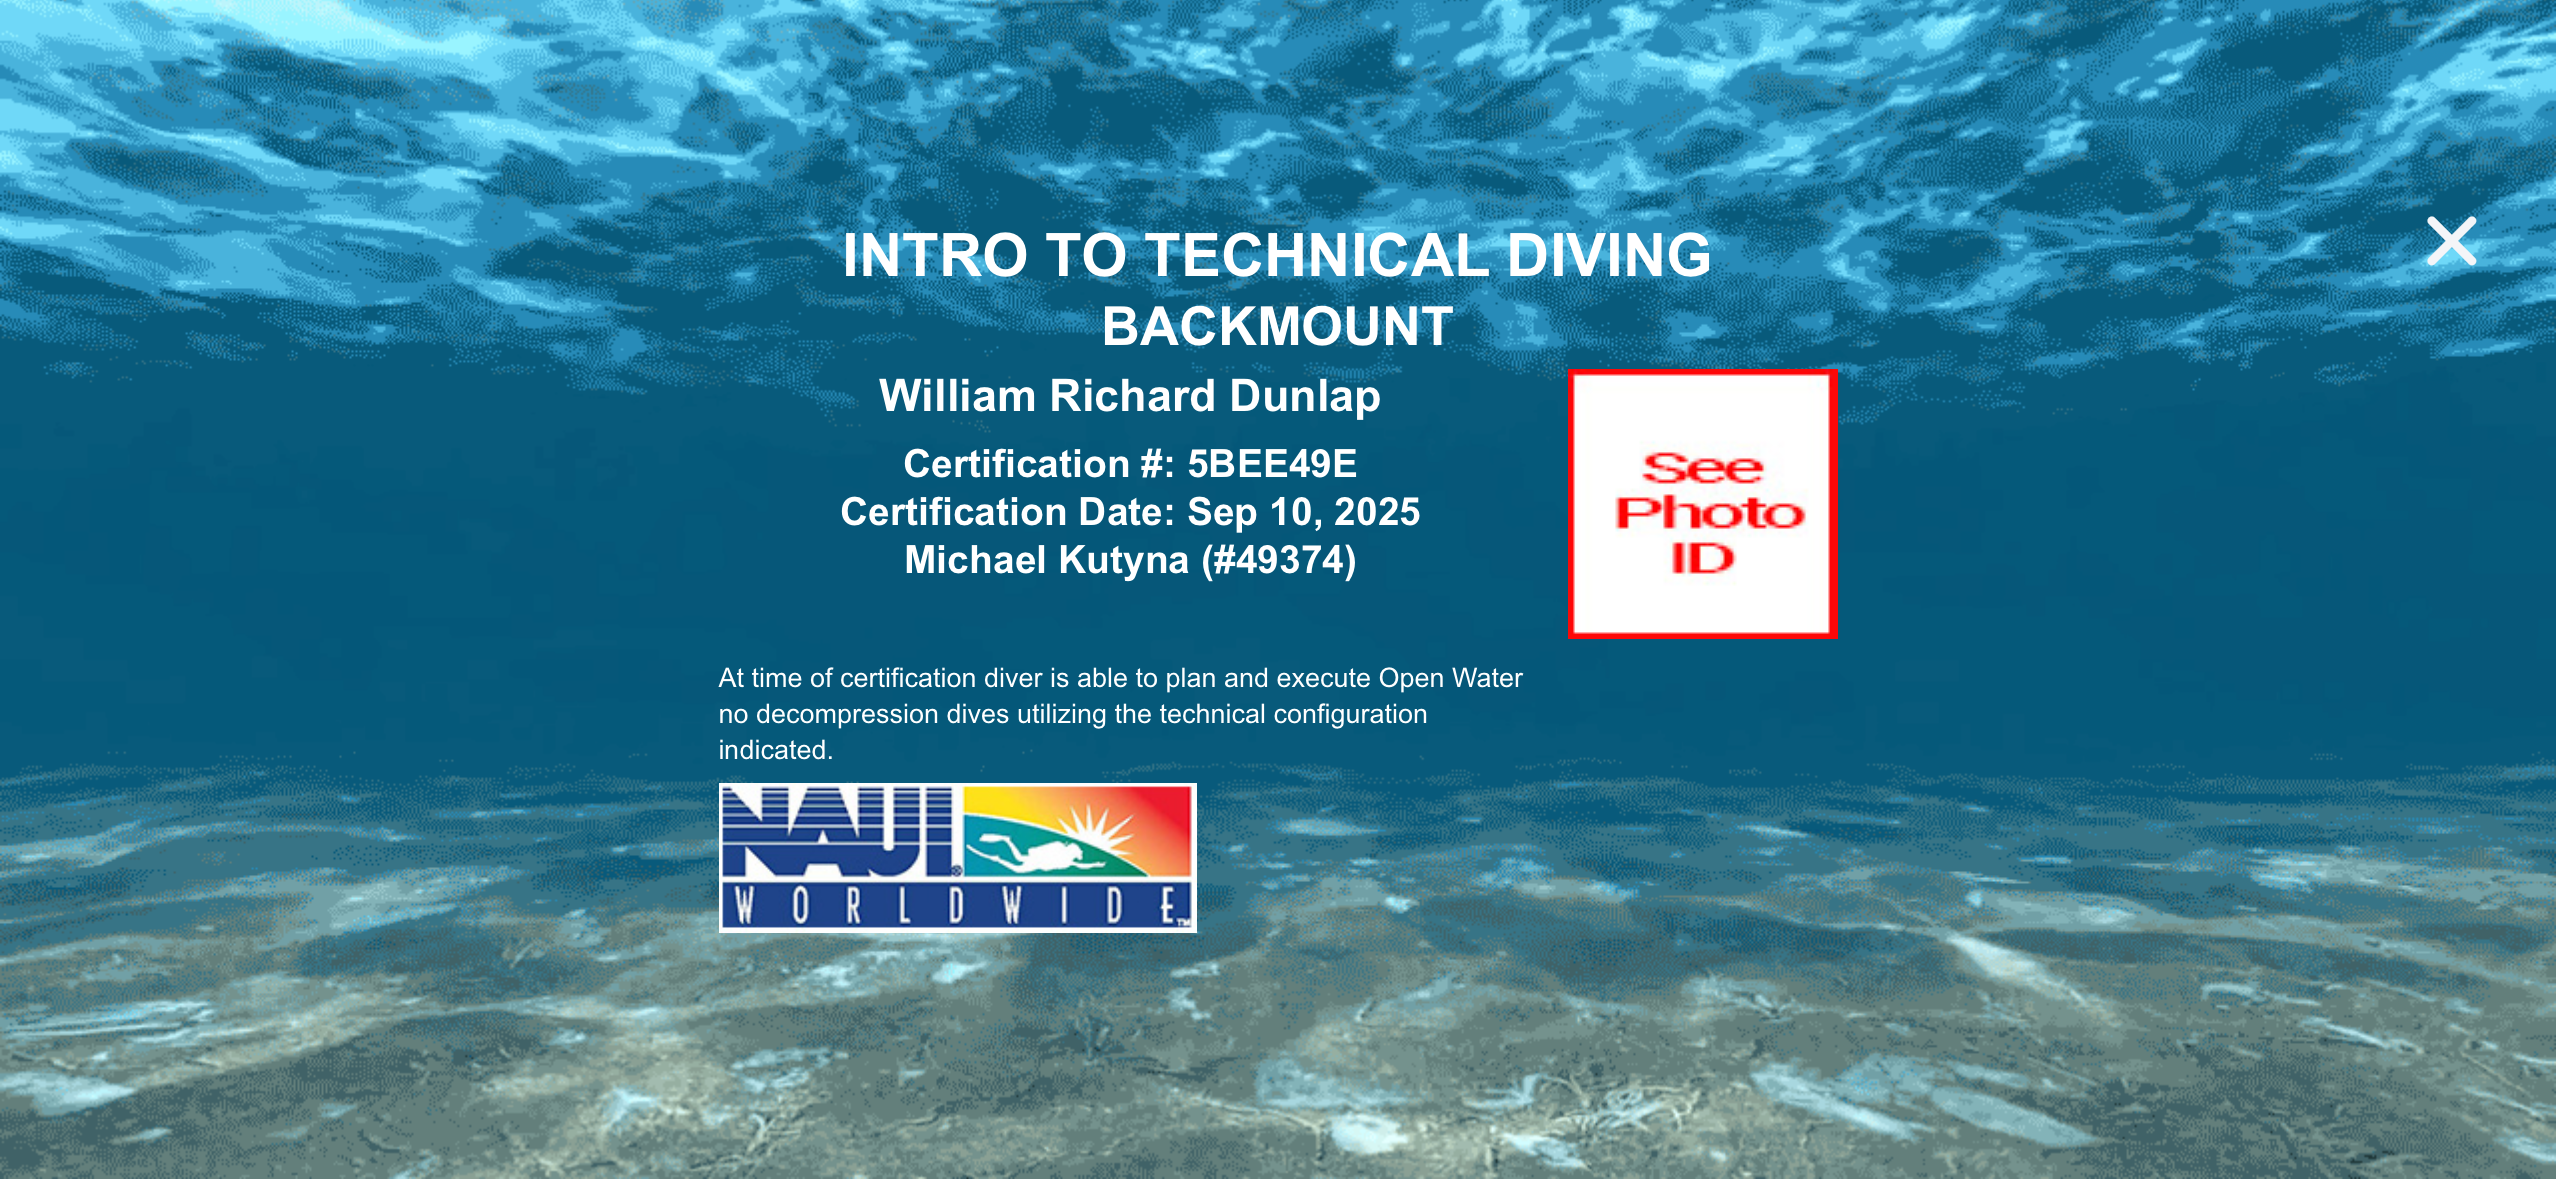 INTRO TO TECHNICAL DIVING
BACKMOUNT
William Richard Dunlap
Certification #: 5BEE49E
Certification Date: Sep 10, 2025
Michael Kutyna (#49374)
See
Photo
ID
At time of certification diver is able to plan and execute Open Water
no decompression dives utilizing the technical configuration
indicated.
NAUI®
WORLDWIDE™